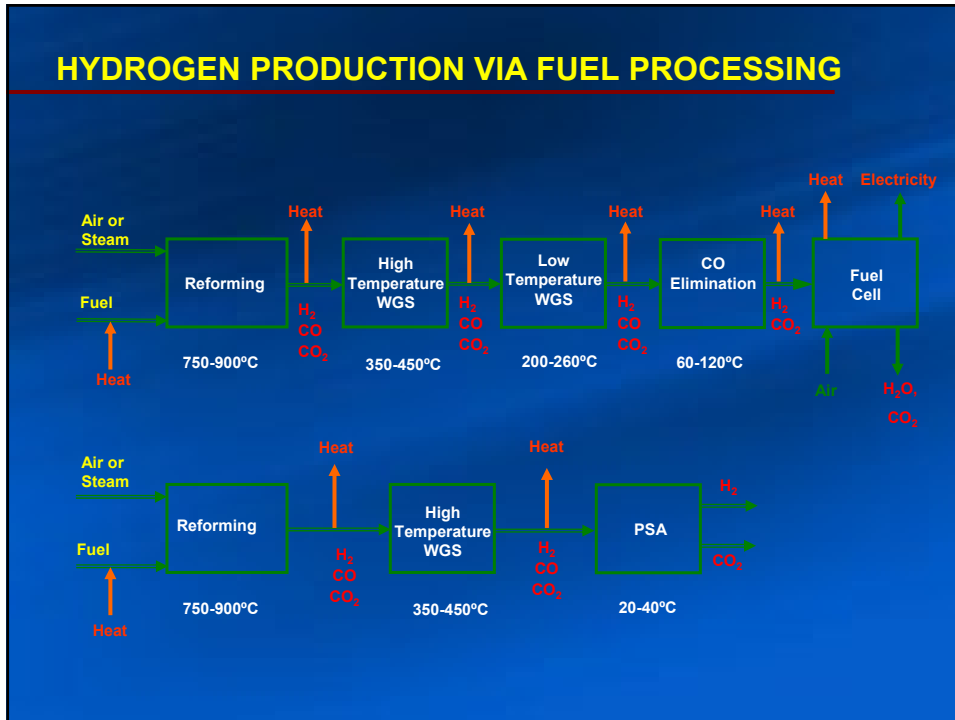 HYDROGEN PRODUCTION VIA FUEL PROCESSING
Heat
Electricity
Heat
Heat
Heat
Heat
Air or
Steam
Reforming
High
Temperature
WGS
Low
Temperature
WGS
CO
Elimination
Fuel
Cell
Fuel
H₂
CO
CO₂
H₂
CO
CO₂
H₂
CO
CO₂
H₂
CO₂
750-900ºC
350-450ºC
200-260ºC
60-120ºC
Heat
Air
H₂O,
CO₂
Heat
Heat
Air or
Steam
Reforming
High
Temperature
WGS
PSA
H₂
CO₂
Fuel
H₂
CO
CO₂
H₂
CO
CO₂
750-900ºC
350-450ºC
20-40ºC
Heat